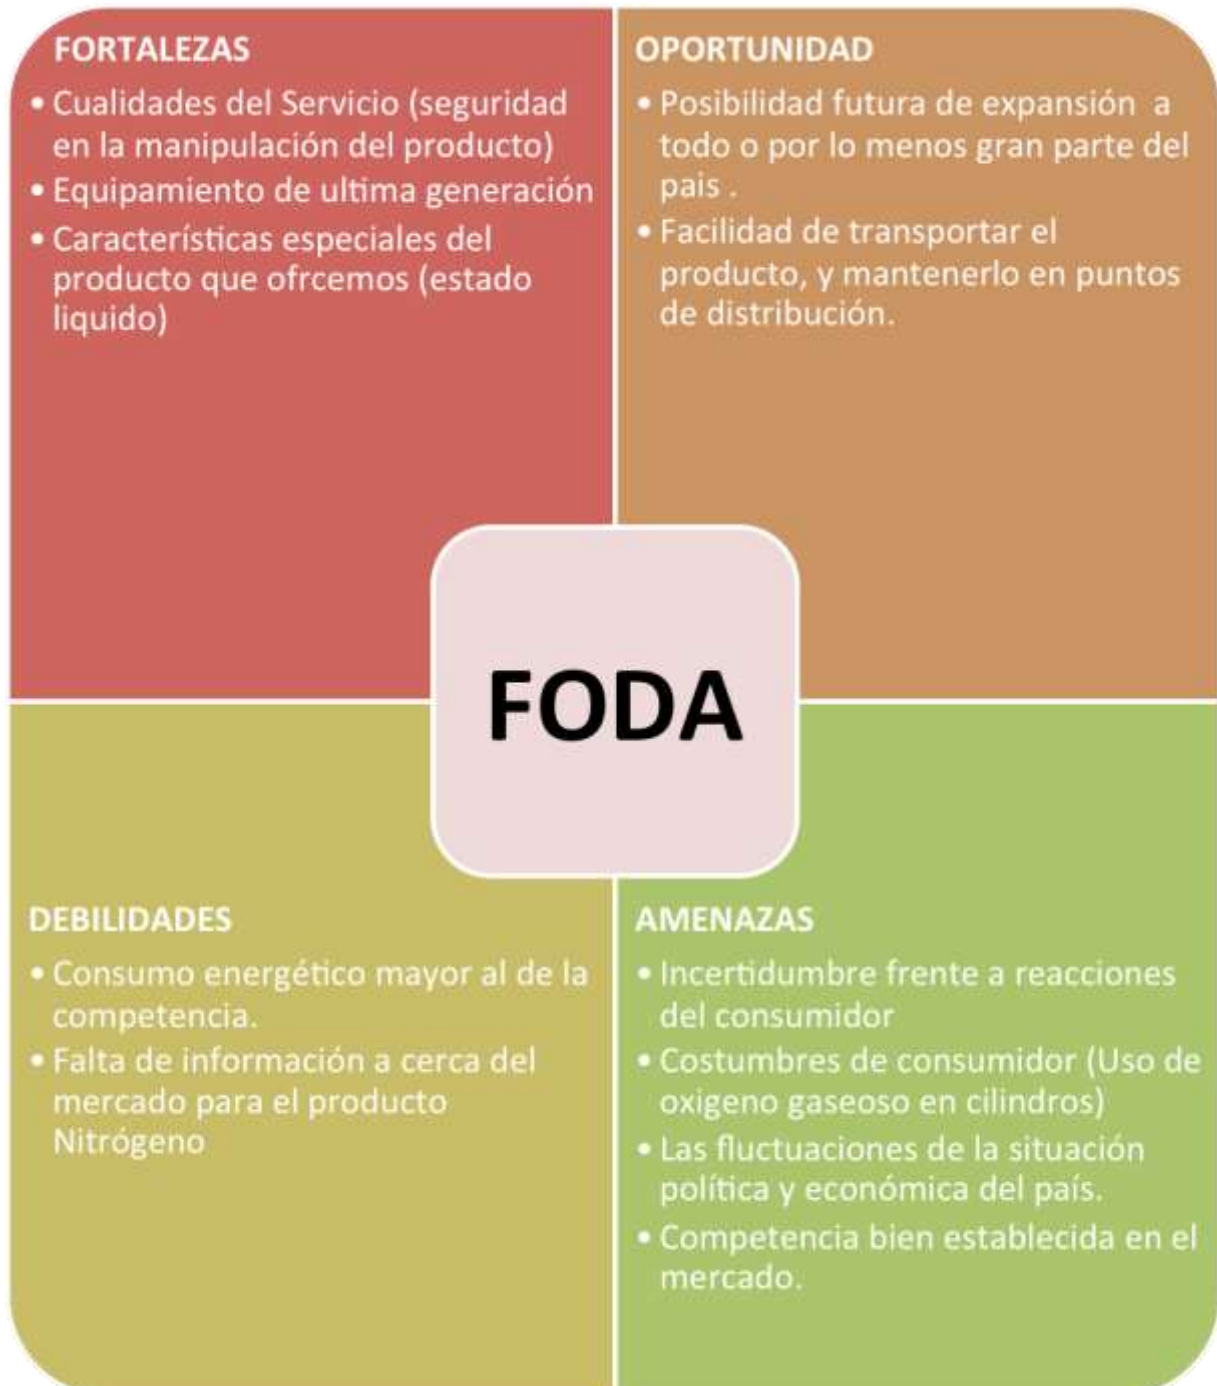 FORTALEZAS
• Cualidades del Servicio (seguridad
en la manipulación del producto)
• Equipamiento de ultima generación
• Características especiales del
producto que ofrcemos (estado
liquido)
OPORTUNIDAD
• Posibilidad futura de expansión a
todo o por lo menos gran parte del
pais .
• Facilidad de transportar el
producto, y mantenerlo en puntos
de distribución.
FODA
DEBILIDADES
• Consumo energético mayor al de la
competencia.
• Falta de información a cerca del
mercado para el producto
Nitrógeno
AMENAZAS
• Incertidumbre frente a reacciones
del consumidor
• Costumbres de consumidor (Uso de
oxigeno gaseoso en cilindros)
• Las fluctuaciones de la situación
política y económica del país.
• Competencia bien establecida en el
mercado.